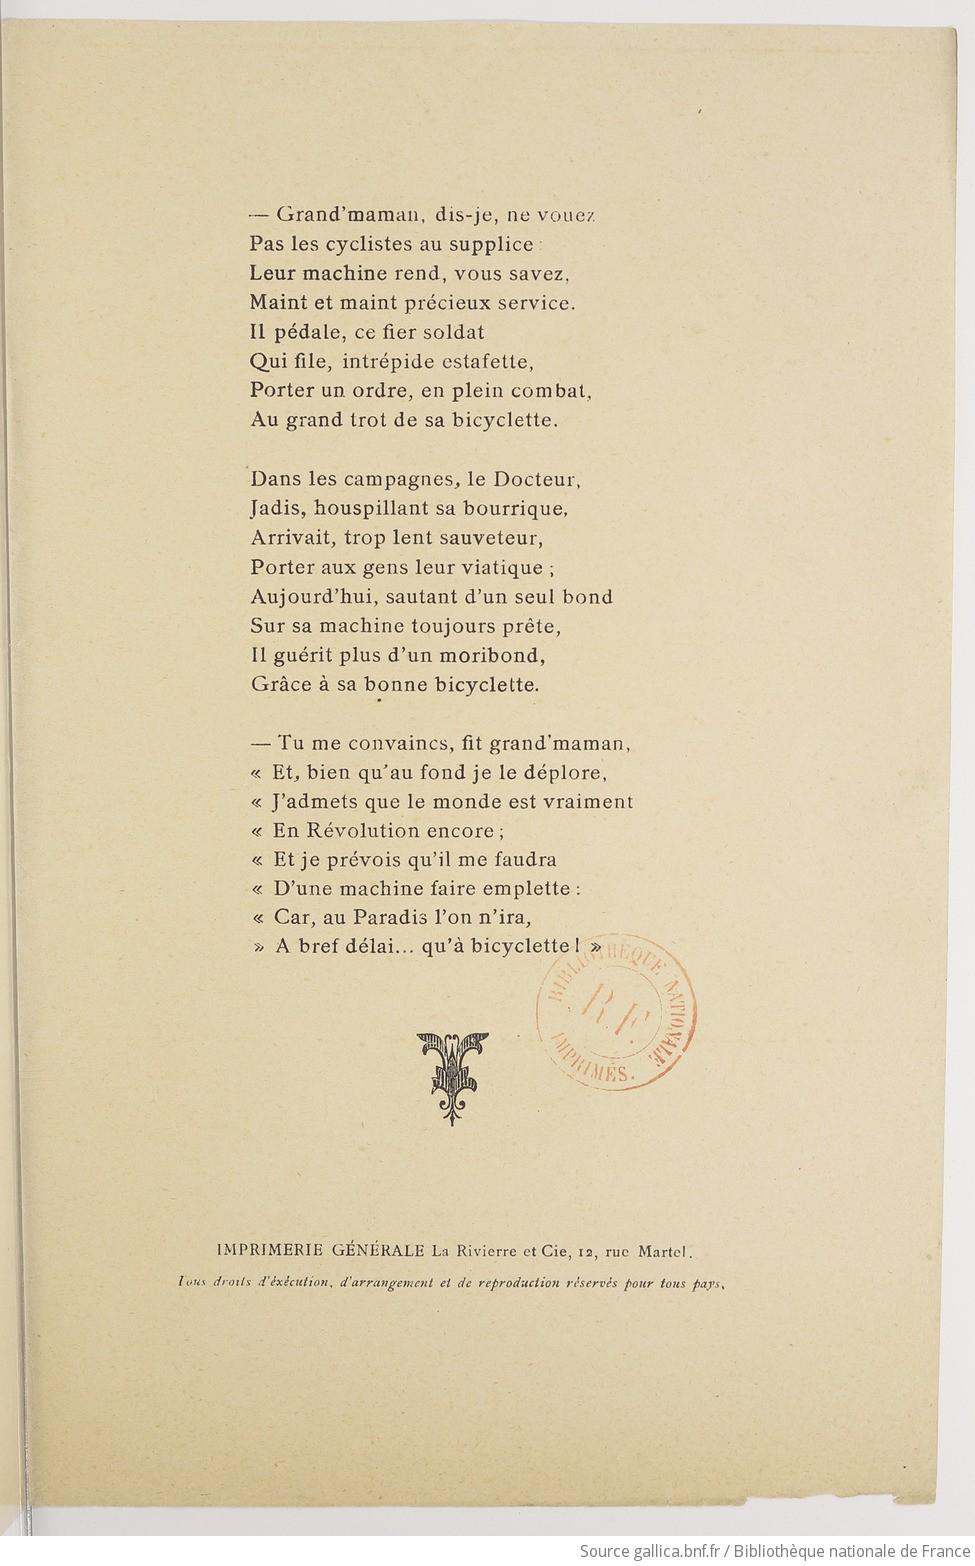 — Grand'maman, dis-je, ne vouez
Pas les cyclistes au supplice :
Leur machine rend, vous savez,
Maint et maint précieux service.
Il pédale, ce fier soldat
Qui file, intrépide estafette,
Porter un ordre, en plein combat,
Au grand trot de sa bicyclette.
Dans les campagnes, le Docteur,
Jadis, houspillant sa bourrique,
Arrivait, trop lent sauveteur,
Porter aux gens leur viatique ;
Aujourd'hui, sautant d'un seul bond
Sur sa machine toujours prête,
Il guérit plus d'un moribond,
Grâce à sa bonne bicyclette.
— Tu me convaincs, fit grand'maman,
« Et, bien qu'au fond je le déplore,
« J'admets que le monde est vraiment
« En Révolution encore ;
« Et je prévois qu'il me faudra
« D'une machine faire emplette :
« Car, au Paradis l'on n'ira,
» A bref délai... qu'à bicyclette ! »
BIBLIOTHÈQUE NATIONALE
R.F.
IMPRIMÉS.
IMPRIMERIE GÉNÉRALE La Rivierre et Cie, 12, rue Martel.
Tous droits d'éxécution, d'arrangement et de reproduction réservés pour tous pays.
Source gallica.bnf.fr / Bibliothèque nationale de France